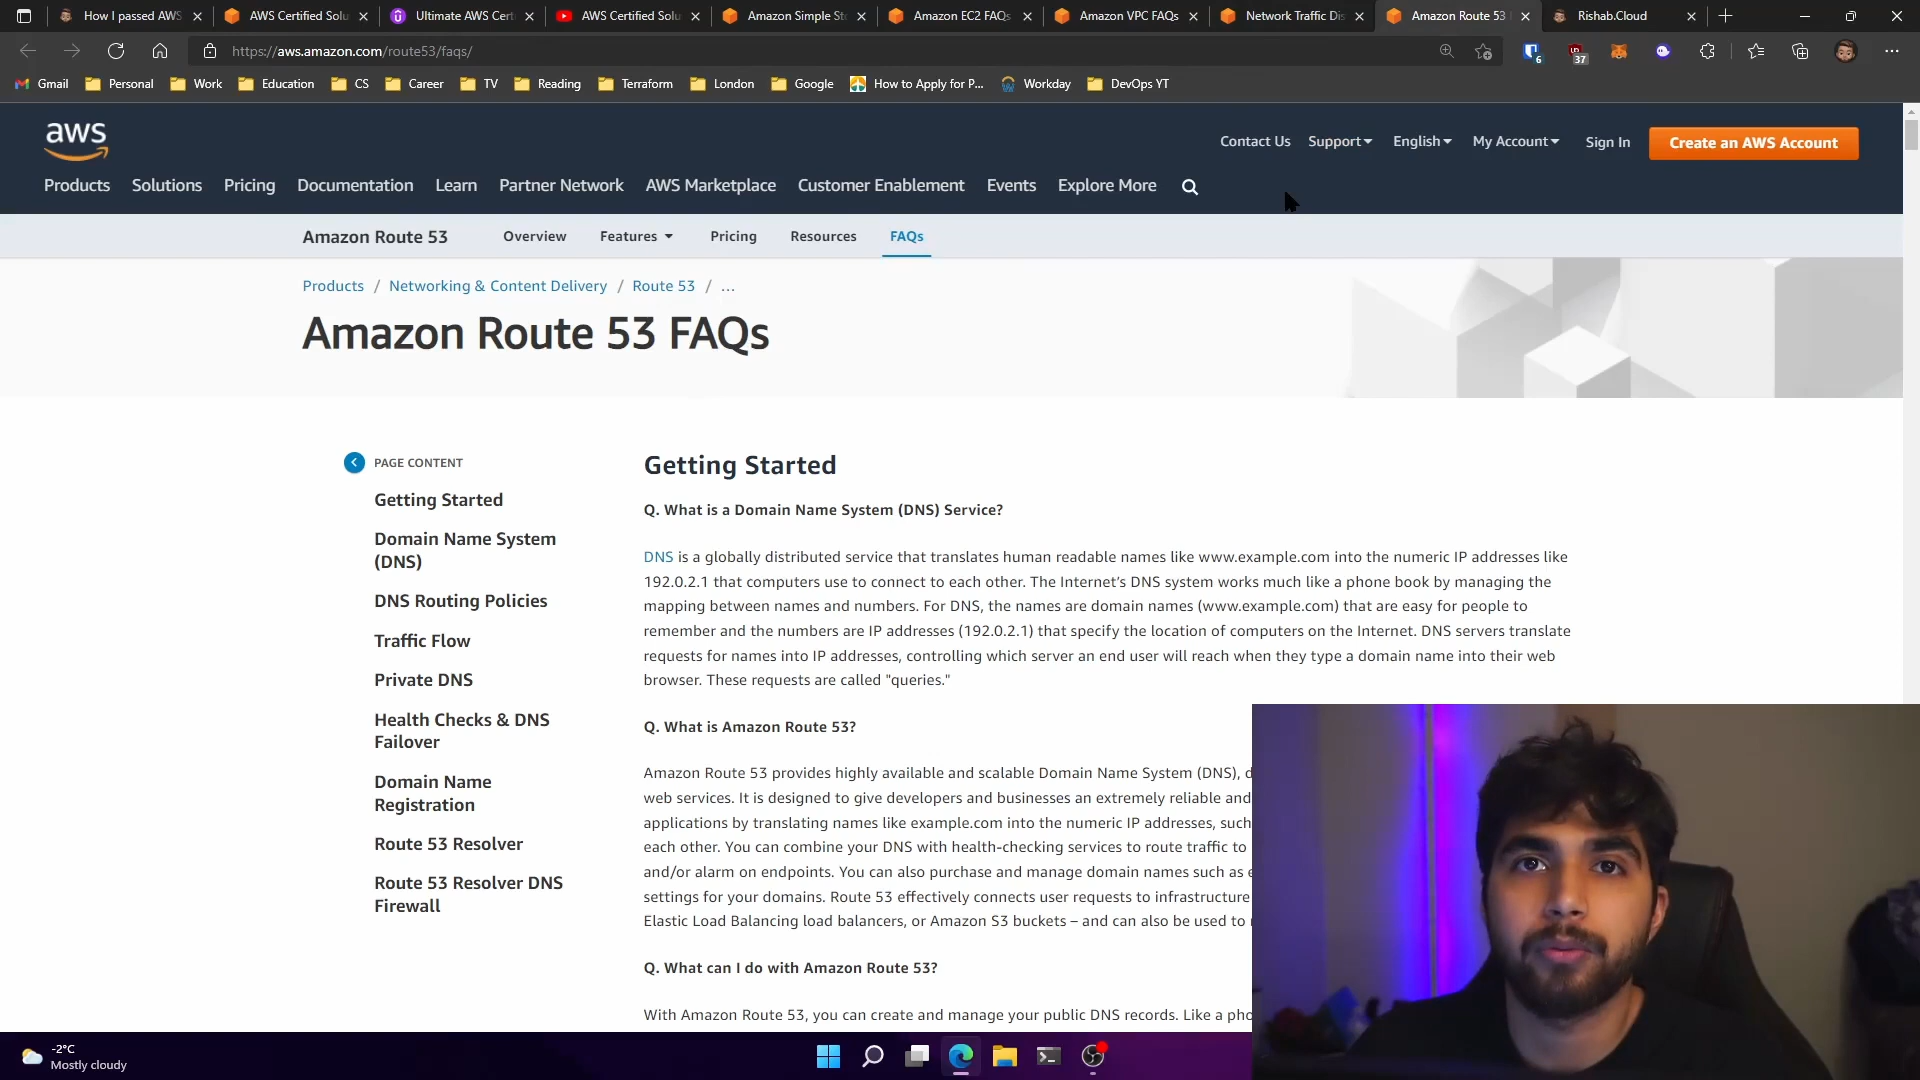 How I passed AWS
AWS Certified Solu
Ultimate AWS Cert
AWS Certified Solu
Amazon Simple St
Amazon EC2 FAQs
Amazon VPC FAQs
Network Traffic Dis
Amazon Route 53
Rishab.Cloud
https://aws.amazon.com/route53/faqs/
6
37
Gmail
Personal
Work
Education
CS
Career
TV
Reading
Terraform
London
Google
How to Apply for P...
Workday
DevOps YT
aws
Contact Us
Support
English
My Account
Sign In
Create an AWS Account
Products
Solutions
Pricing
Documentation
Learn
Partner Network
AWS Marketplace
Customer Enablement
Events
Explore More
Amazon Route 53
Overview
Features
Pricing
Resources
FAQs
Products / Networking & Content Delivery / Route 53 / ...
Amazon Route 53 FAQs
PAGE CONTENT
Getting Started
Domain Name System
(DNS)
DNS Routing Policies
Traffic Flow
Private DNS
Health Checks & DNS
Failover
Domain Name
Registration
Route 53 Resolver
Route 53 Resolver DNS
Firewall
Getting Started
Q. What is a Domain Name System (DNS) Service?
DNS is a globally distributed service that translates human readable names like www.example.com into the numeric IP addresses like
192.0.2.1 that computers use to connect to each other. The Internet's DNS system works much like a phone book by managing the
mapping between names and numbers. For DNS, the names are domain names (www.example.com) that are easy for people to
remember and the numbers are IP addresses (192.0.2.1) that specify the location of computers on the Internet. DNS servers translate
requests for names into IP addresses, controlling which server an end user will reach when they type a domain name into their web
browser. These requests are called "queries."
Q. What is Amazon Route 53?
Amazon Route 53 provides highly available and scalable Domain Name System (DNS), d
web services. It is designed to give developers and businesses an extremely reliable and
applications by translating names like example.com into the numeric IP addresses, such
each other. You can combine your DNS with health-checking services to route traffic to
and/or alarm on endpoints. You can also purchase and manage domain names such as e
settings for your domains. Route 53 effectively connects user requests to infrastructure
Elastic Load Balancing load balancers, or Amazon S3 buckets – and can also be used to
Q. What can I do with Amazon Route 53?
With Amazon Route 53, you can create and manage your public DNS records. Like a pho
-2°C
Mostly cloudy